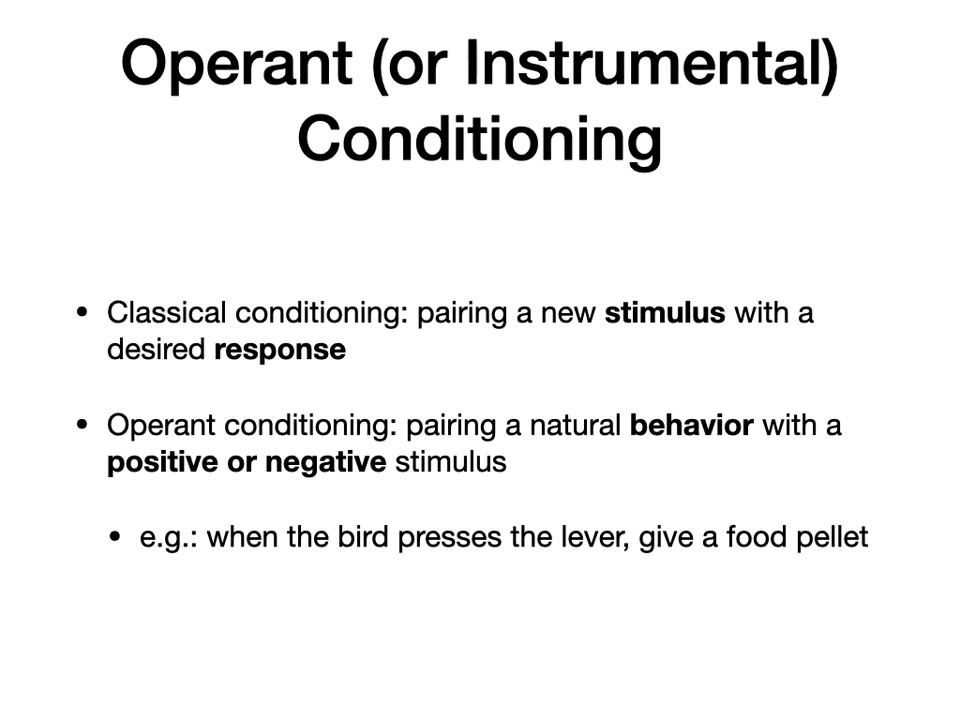 Operant (or Instrumental)
Conditioning
• Classical conditioning: pairing a new stimulus with a
desired response
• Operant conditioning: pairing a natural behavior with a
positive or negative stimulus
• e.g.: when the bird presses the lever, give a food pellet